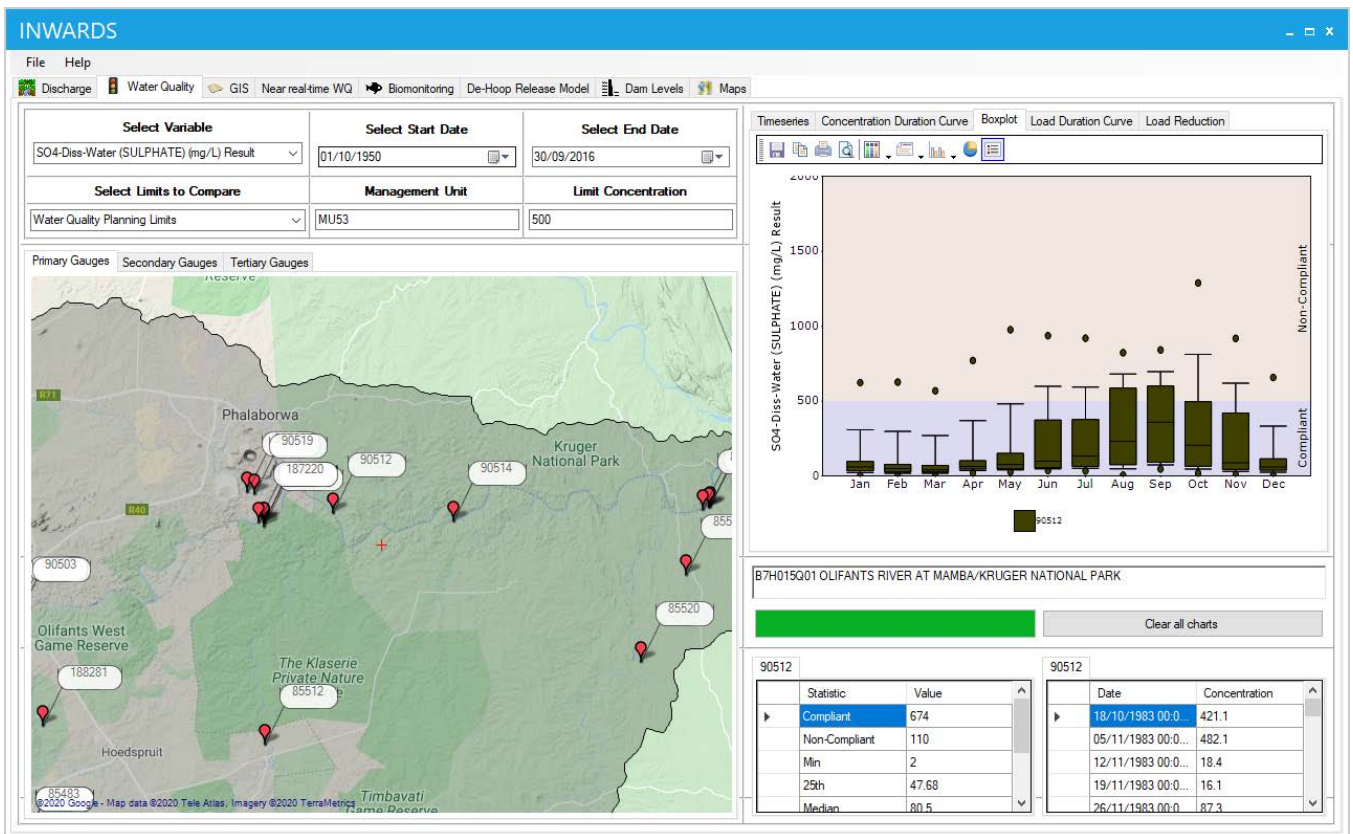 INWARDS
File Help
Discharge Water Quality GIS Near real-time WQ Biomonitoring De-Hoop Release Model Dam Levels Maps
Select Variable Select Start Date Select End Date
SO4-Diss-Water (SULPHATE) (mg/L) Result 01/10/1950 30/09/2016
Select Limits to Compare Management Unit Limit Concentration
Water Quality Planning Limits MU53 500
Primary Gauges Secondary Gauges Tertiary Gauges
Reserve
R71
Phalaborwa
90519
187220
90512
90514
Kruger
National Park
R40
855
90503
85520
Olifants West
Game Reserve
188281
The Klaserie
Private Nature
85512
Hoedspruit
85483
Timbavati
Game Reserve
©2020 Google - Map data ©2020 Tele Atlas, Imagery ©2020 TerraMetrics
Timeseries Concentration Duration Curve Boxplot Load Duration Curve Load Reduction
SO4-Diss-Water (SULPHATE) (mg/L) Result
2000
1500
1000
500
0
Non-Compliant
Compliant
Jan Feb Mar Apr May Jun Jul Aug Sep Oct Nov Dec
90512
B7H015Q01 OLIFANTS RIVER AT MAMBA/KRUGER NATIONAL PARK
Clear all charts
90512
Statistic Value
Compliant 674
Non-Compliant 110
Min 2
25th 47.68
Median 80.5
90512
Date Concentration
18/10/1983 00:0... 421.1
05/11/1983 00:0... 482.1
12/11/1983 00:0... 18.4
19/11/1983 00:0... 16.1
26/11/1983 00:0... 87.3